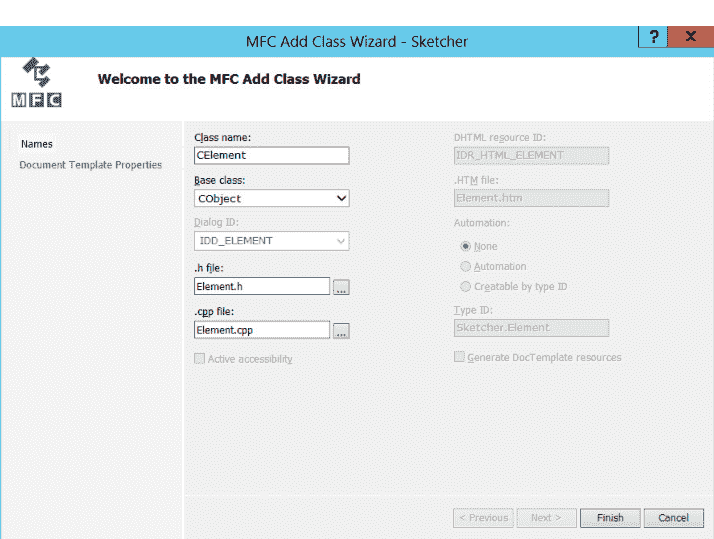 MFC Add Class Wizard - Sketcher
? X
MFC
Welcome to the MFC Add Class Wizard
Names
Document Template Properties
Class name:
CElement
Base class:
CObject
Dialog ID:
IDD_ELEMENT
.h file:
Element.h
...
.cpp file:
Element.cpp
...
Active accessibility
DHTML resource ID:
IDR_HTML_ELEMENT
.HTM file:
Element.htm
Automation:
None
Automation
Creatable by type ID
Type ID:
Sketcher.Element
Generate DocTemplate resources
< Previous
Next >
Finish
Cancel